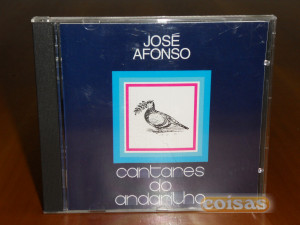 JOSÉ
AFONSO
cantares
do
andarilho
coisas